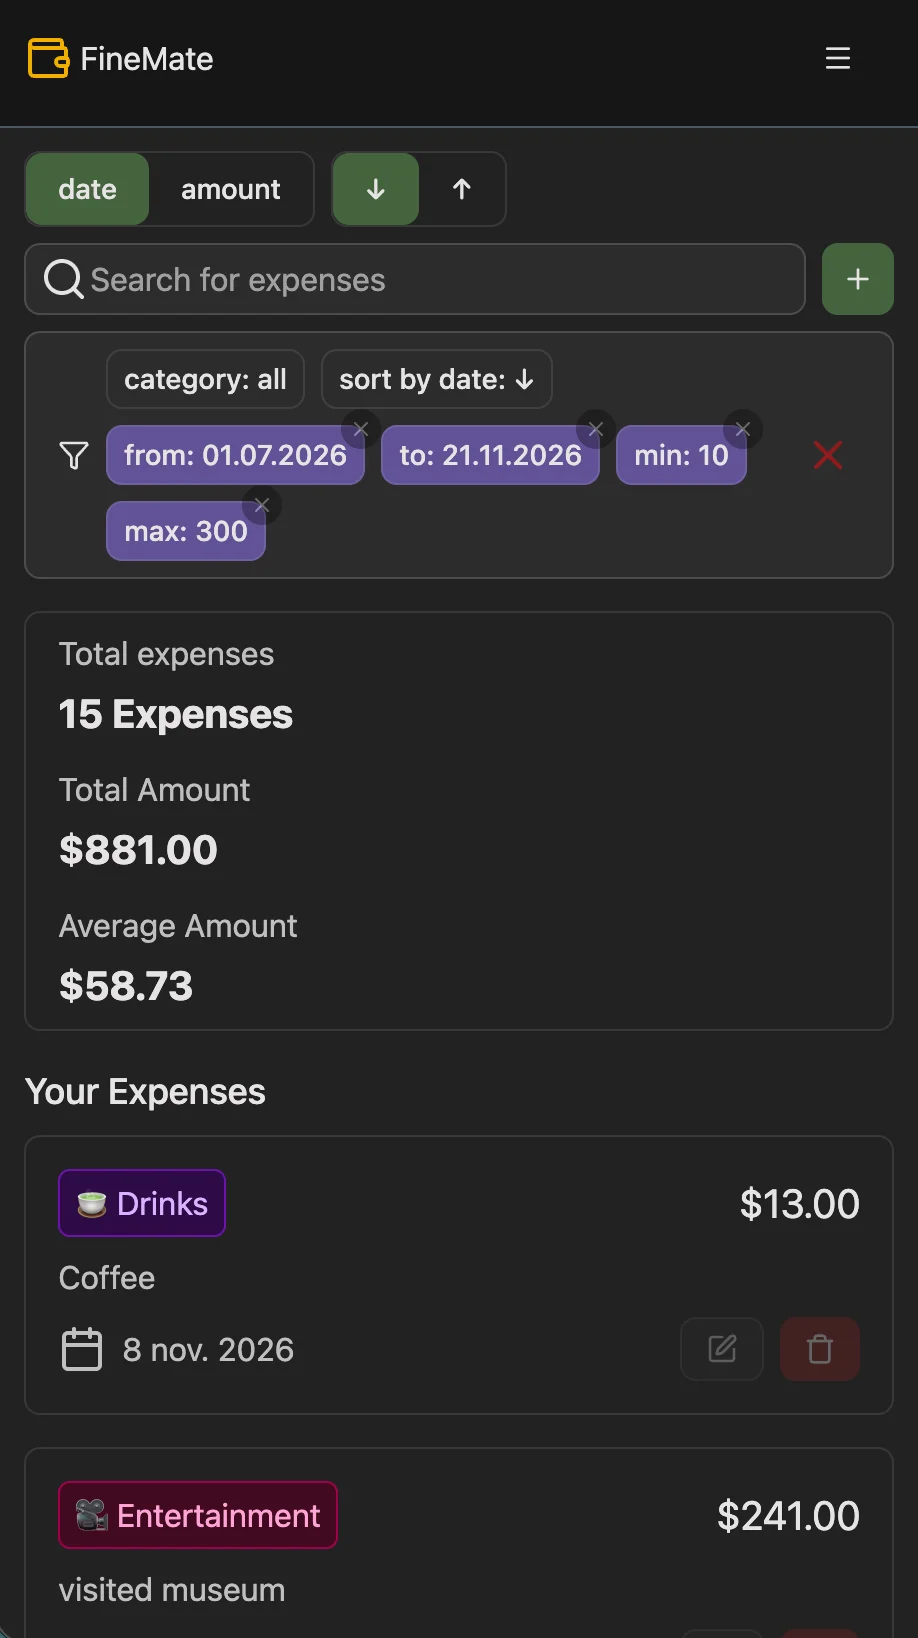 FineMate
date amount ↓ ↑
Search for expenses +
category: all sort by date: ↓
from: 01.07.2026 to: 21.11.2026 min: 10
max: 300
Total expenses
15 Expenses
Total Amount
$881.00
Average Amount
$58.73
Your Expenses
Drinks $13.00
Coffee
8 nov. 2026
Entertainment $241.00
visited museum